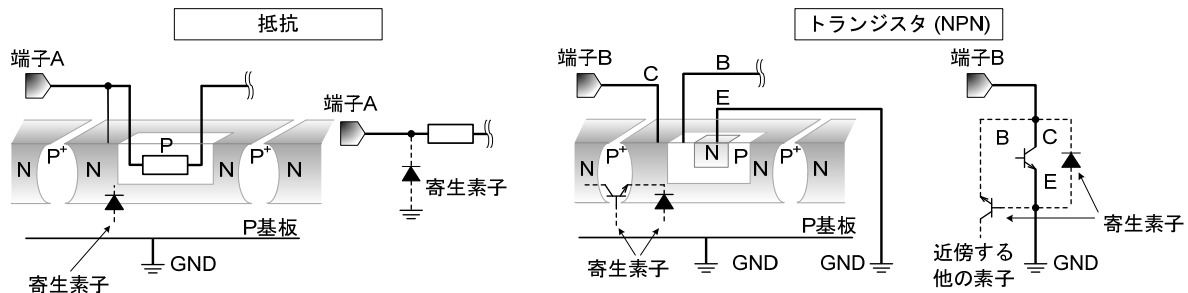 抵抗
トランジスタ (NPN)
端子A
端子A
P
N
P+
N
P+
N
寄生素子
P基板
寄生素子
GND
端子B
C
B
E
N
P+
N
N
P
P+
N
P基板
寄生素子
GND
GND
端子B
B
C
E
寄生素子
近傍する
他の素子
GND